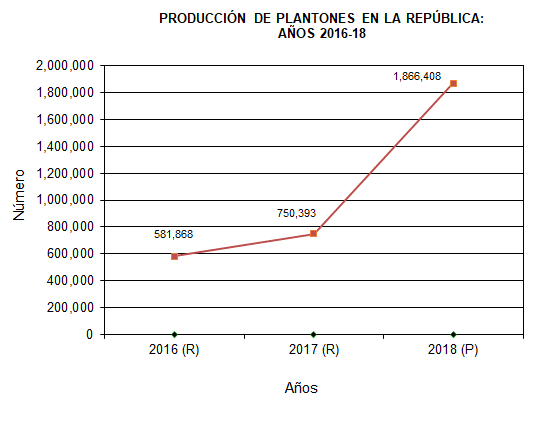 PRODUCCIÓN DE PLANTONES EN LA REPÚBLICA:
AÑOS 2016-18
2,000,000
1,800,000
1,600,000
1,400,000
1,200,000
1,000,000
800,000
600,000
400,000
200,000
0
Número
581,868
750,393
1,866,408
2016 (R)
2017 (R)
2018 (P)
Años